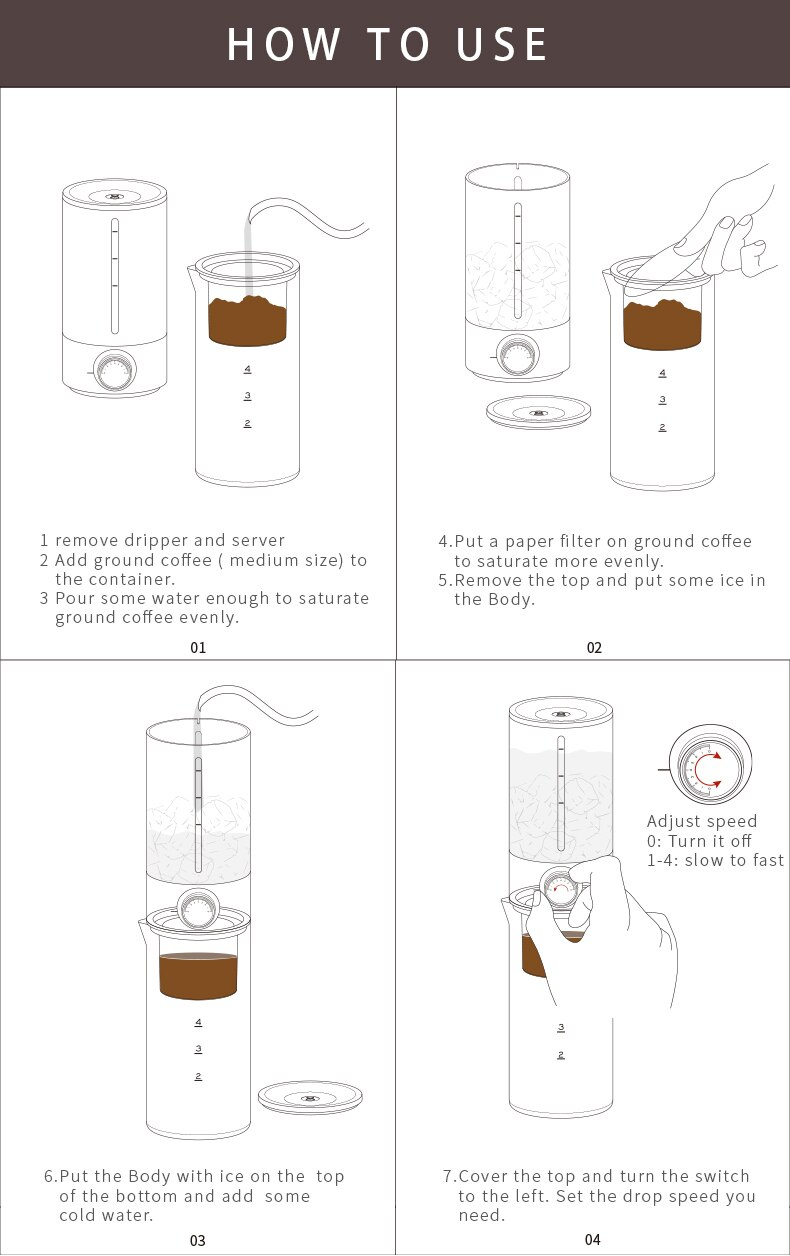 HOW TO USE
4
3
2
1 remove dripper and server
2 Add ground coffee ( medium size) to
the container.
3 Pour some water enough to saturate
ground coffee evenly.
01
4
3
2
4.Put a paper filter on ground coffee
to saturate more evenly.
5.Remove the top and put some ice in
the Body.
02
4
3
2
6.Put the Body with ice on the top
of the bottom and add some
cold water.
03
Adjust speed
0: Turn it off
1-4: slow to fast
3
2
7.Cover the top and turn the switch
to the left. Set the drop speed you
need.
04